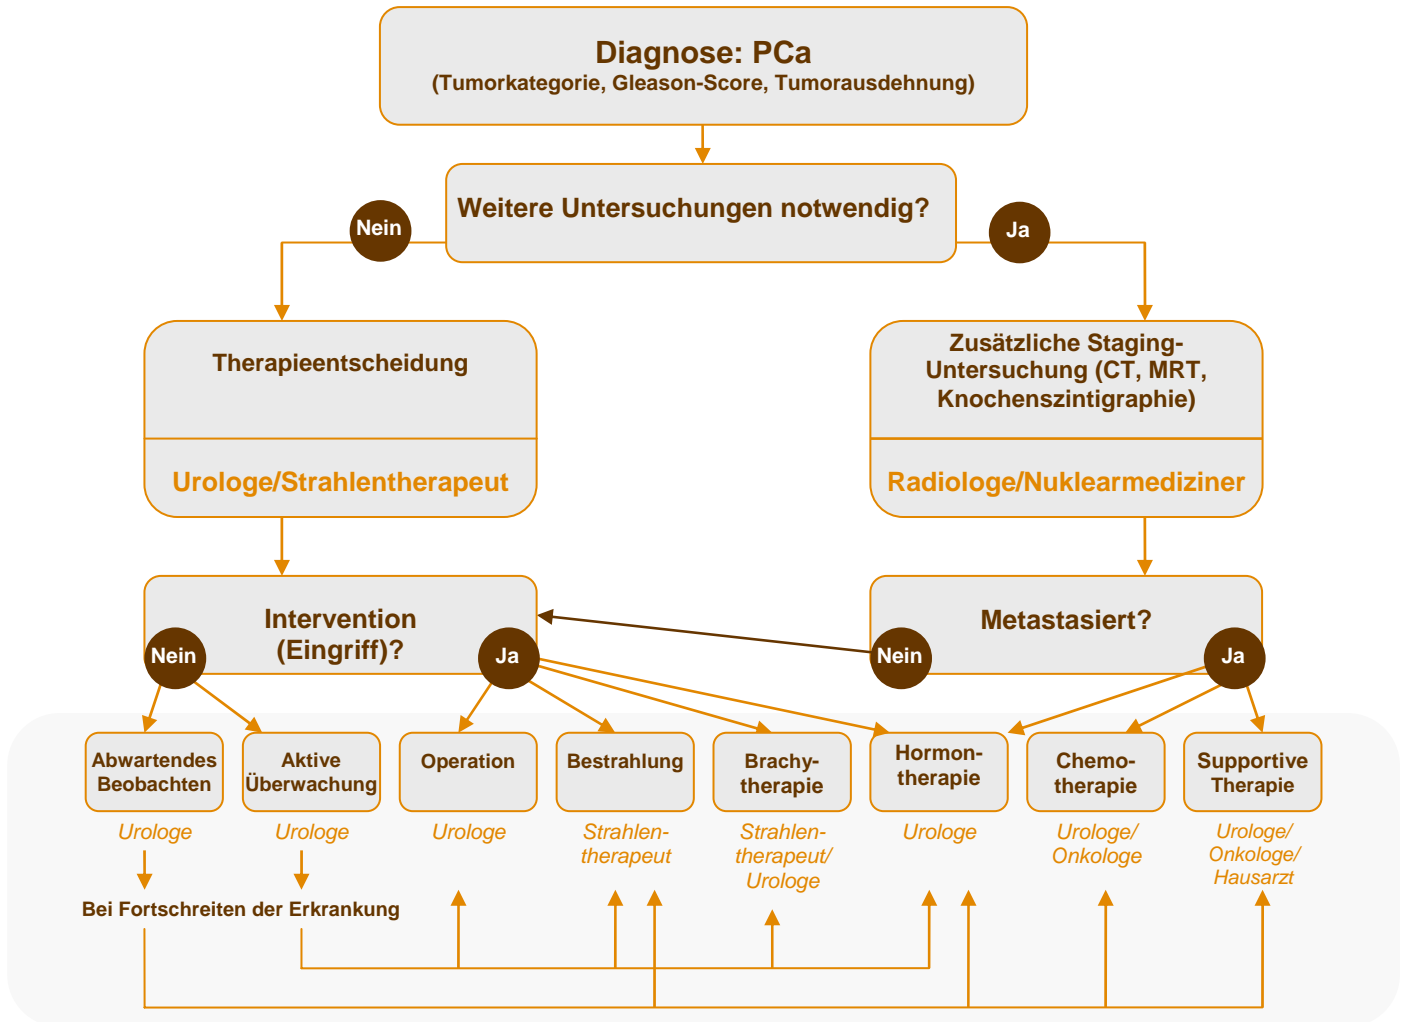 Diagnose: PCa
(Tumorkategorie, Gleason-Score, Tumorausdehnung)
Weitere Untersuchungen notwendig?
Nein
Ja
Therapieentscheidung
Urologe/Strahlentherapeut
Zusätzliche Staging-
Untersuchung (CT, MRT,
Knochenszintigraphie)
Radiologe/Nuklearmediziner
Intervention
(Eingriff)?
Nein
Ja
Metastasiert?
Nein
Ja
Abwartendes
Beobachten
Aktive
Überwachung
Operation
Bestrahlung
Brachy-
therapie
Hormon-
therapie
Chemo-
therapie
Supportive
Therapie
Urologe
Urologe
Urologe
Strahlen-
therapeut
Strahlen-
therapeut/
Urologe
Urologe
Urologe/
Onkologe
Urologe/
Onkologe/
Hausarzt
Bei Fortschreiten der Erkrankung